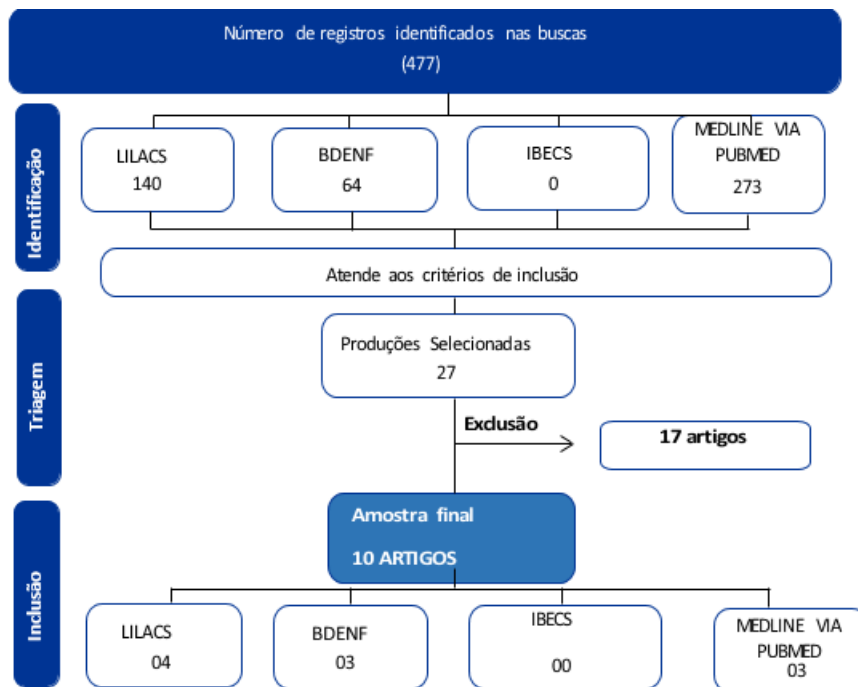 Número de registros identificados nas buscas
(477)
Identificação
LILACS
140
BDENF
64
IBECS
0
MEDLINE VIA
PUBMED
273
Atende aos critérios de inclusão
Triagem
Produções Selecionadas
27
Exclusão
17 artigos
Inclusão
Amostra final
10 ARTIGOS
LILACS
04
BDENF
03
IBECS
00
MEDLINE VIA
PUBMED
03